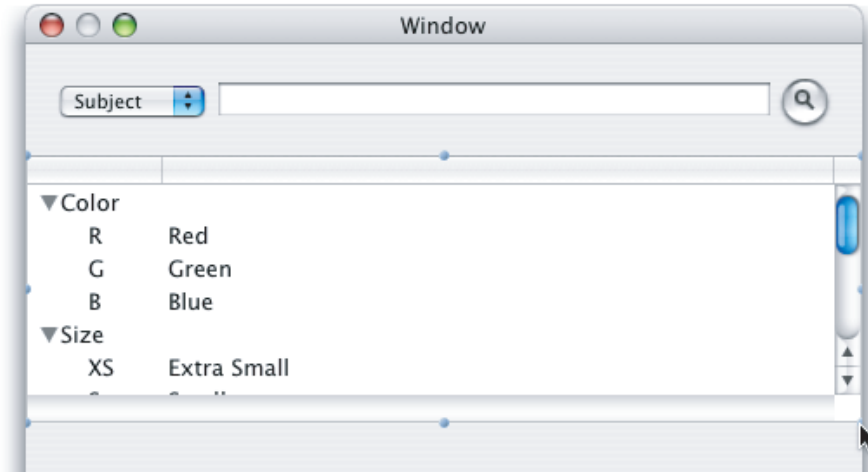 Window
Subject
Color
R Red
G Green
B Blue
Size
XS Extra Small